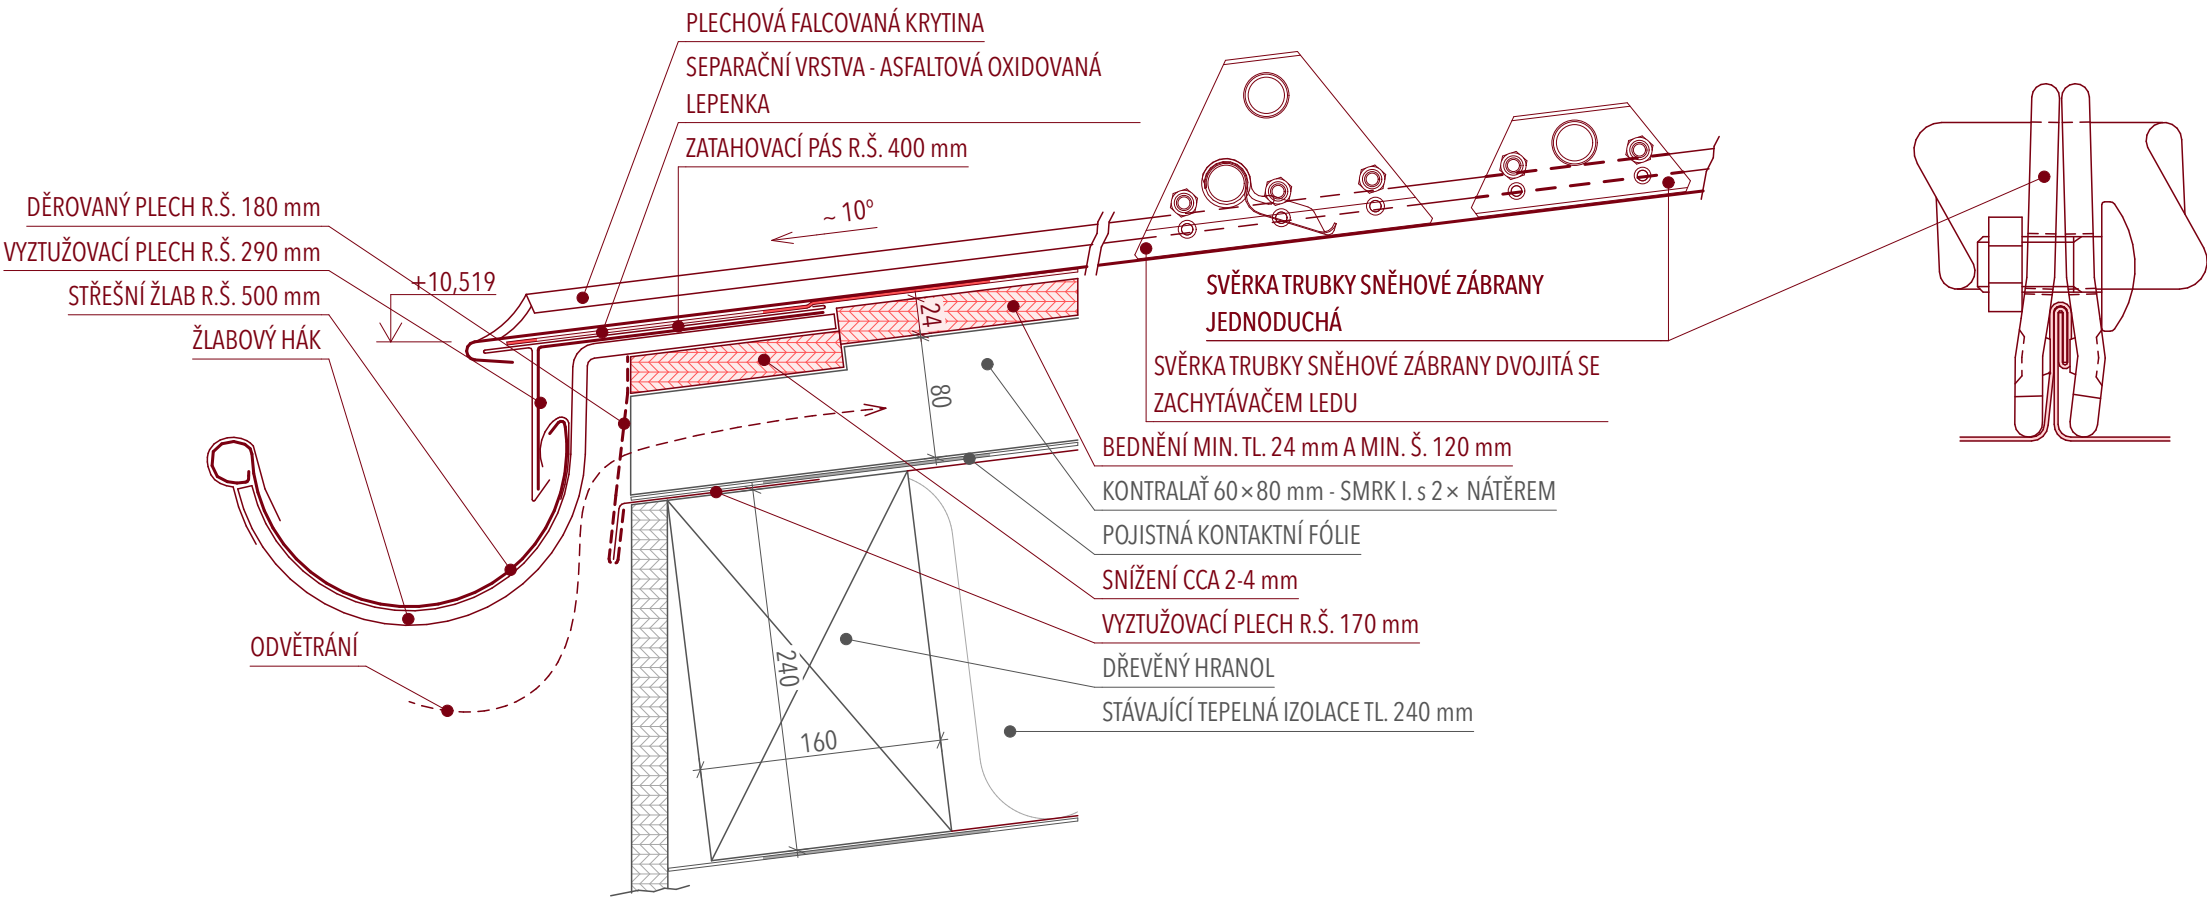 PLECHOVÁ FALCOVANÁ KRYTINA
SEPARAČNÍ VRSTVA - ASFALTOVÁ OXIDOVANÁ
LEPENKA
ZATAHOVACÍ PÁS R.Š. 400 mm
DĚROVANÝ PLECH R.Š. 180 mm
VYZTUŽOVACÍ PLECH R.Š. 290 mm
STŘEŠNÍ ŽLAB R.Š. 500 mm
ŽLABOVÝ HÁK
+10,519
~ 10°
24
80
240
160
ODVĚTRÁNÍ
SVĚRKA TRUBKY SNĚHOVÉ ZÁBRANY
JEDNODUCHÁ
SVĚRKA TRUBKY SNĚHOVÉ ZÁBRANY DVOJITÁ SE
ZACHYTÁVAČEM LEDU
BEDNĚNÍ MIN. TL. 24 mm A MIN. Š. 120 mm
KONTRALAŤ 60×80 mm - SMRK I. s 2× NÁTĚREM
POJISTNÁ KONTAKTNÍ FÓLIE
SNÍŽENÍ CCA 2-4 mm
VYZTUŽOVACÍ PLECH R.Š. 170 mm
DŘEVĚNÝ HRANOL
STÁVAJÍCÍ TEPELNÁ IZOLACE TL. 240 mm